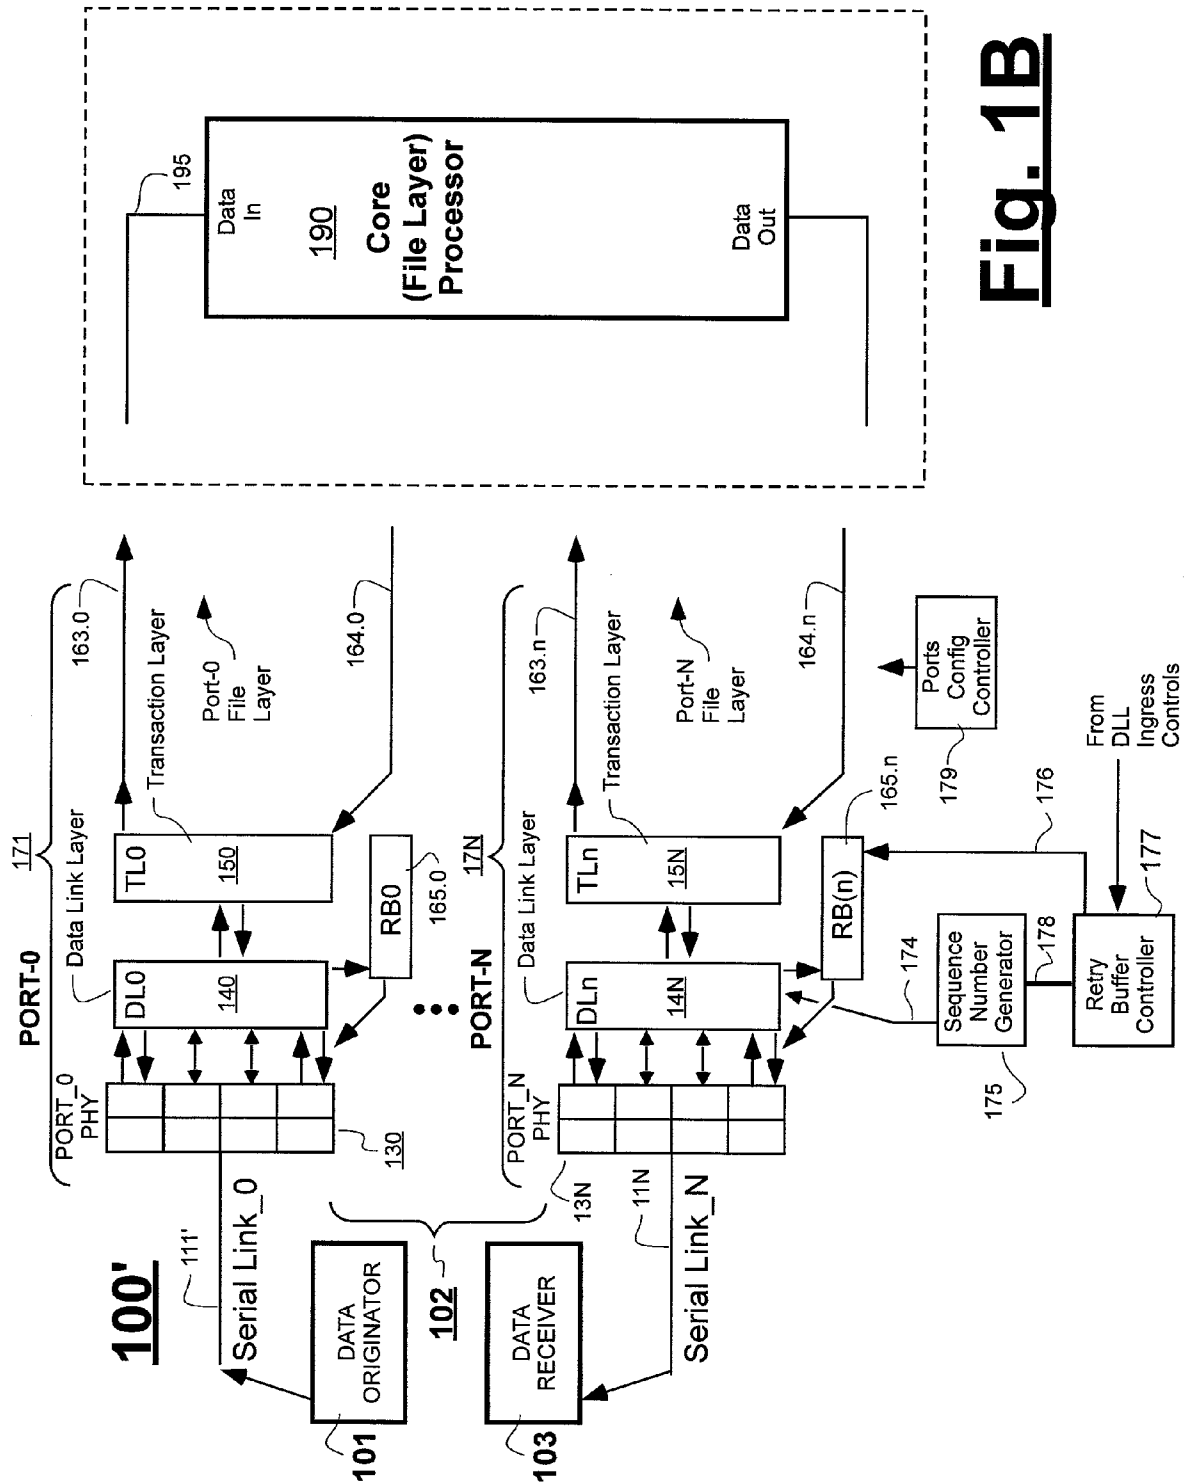 100'
PORT-0
171
PORT_0
PHY
Data Link Layer
DL0
140
TL0
150
Transaction Layer
163.0
Port-0
File
Layer
164.0
RB0
165.0
130
111'
Serial Link_0
101
DATA
ORIGINATOR
102
103
DATA
RECEIVER
PORT-N
17N
PORT_N
PHY
13N
11N
Serial Link_N
Data Link Layer
DLn
14N
TLn
15N
Transaction Layer
163.n
Port-N
File
Layer
164.n
RB(n)
165.n
174
Sequence
Number
Generator
175
178
Retry
Buffer
Controller
177
176
From
DLL
Ingress
Controls
Ports
Config
Controller
179
195
Data
In
190
Core
(File Layer)
Processor
Data
Out
Fig. 1B